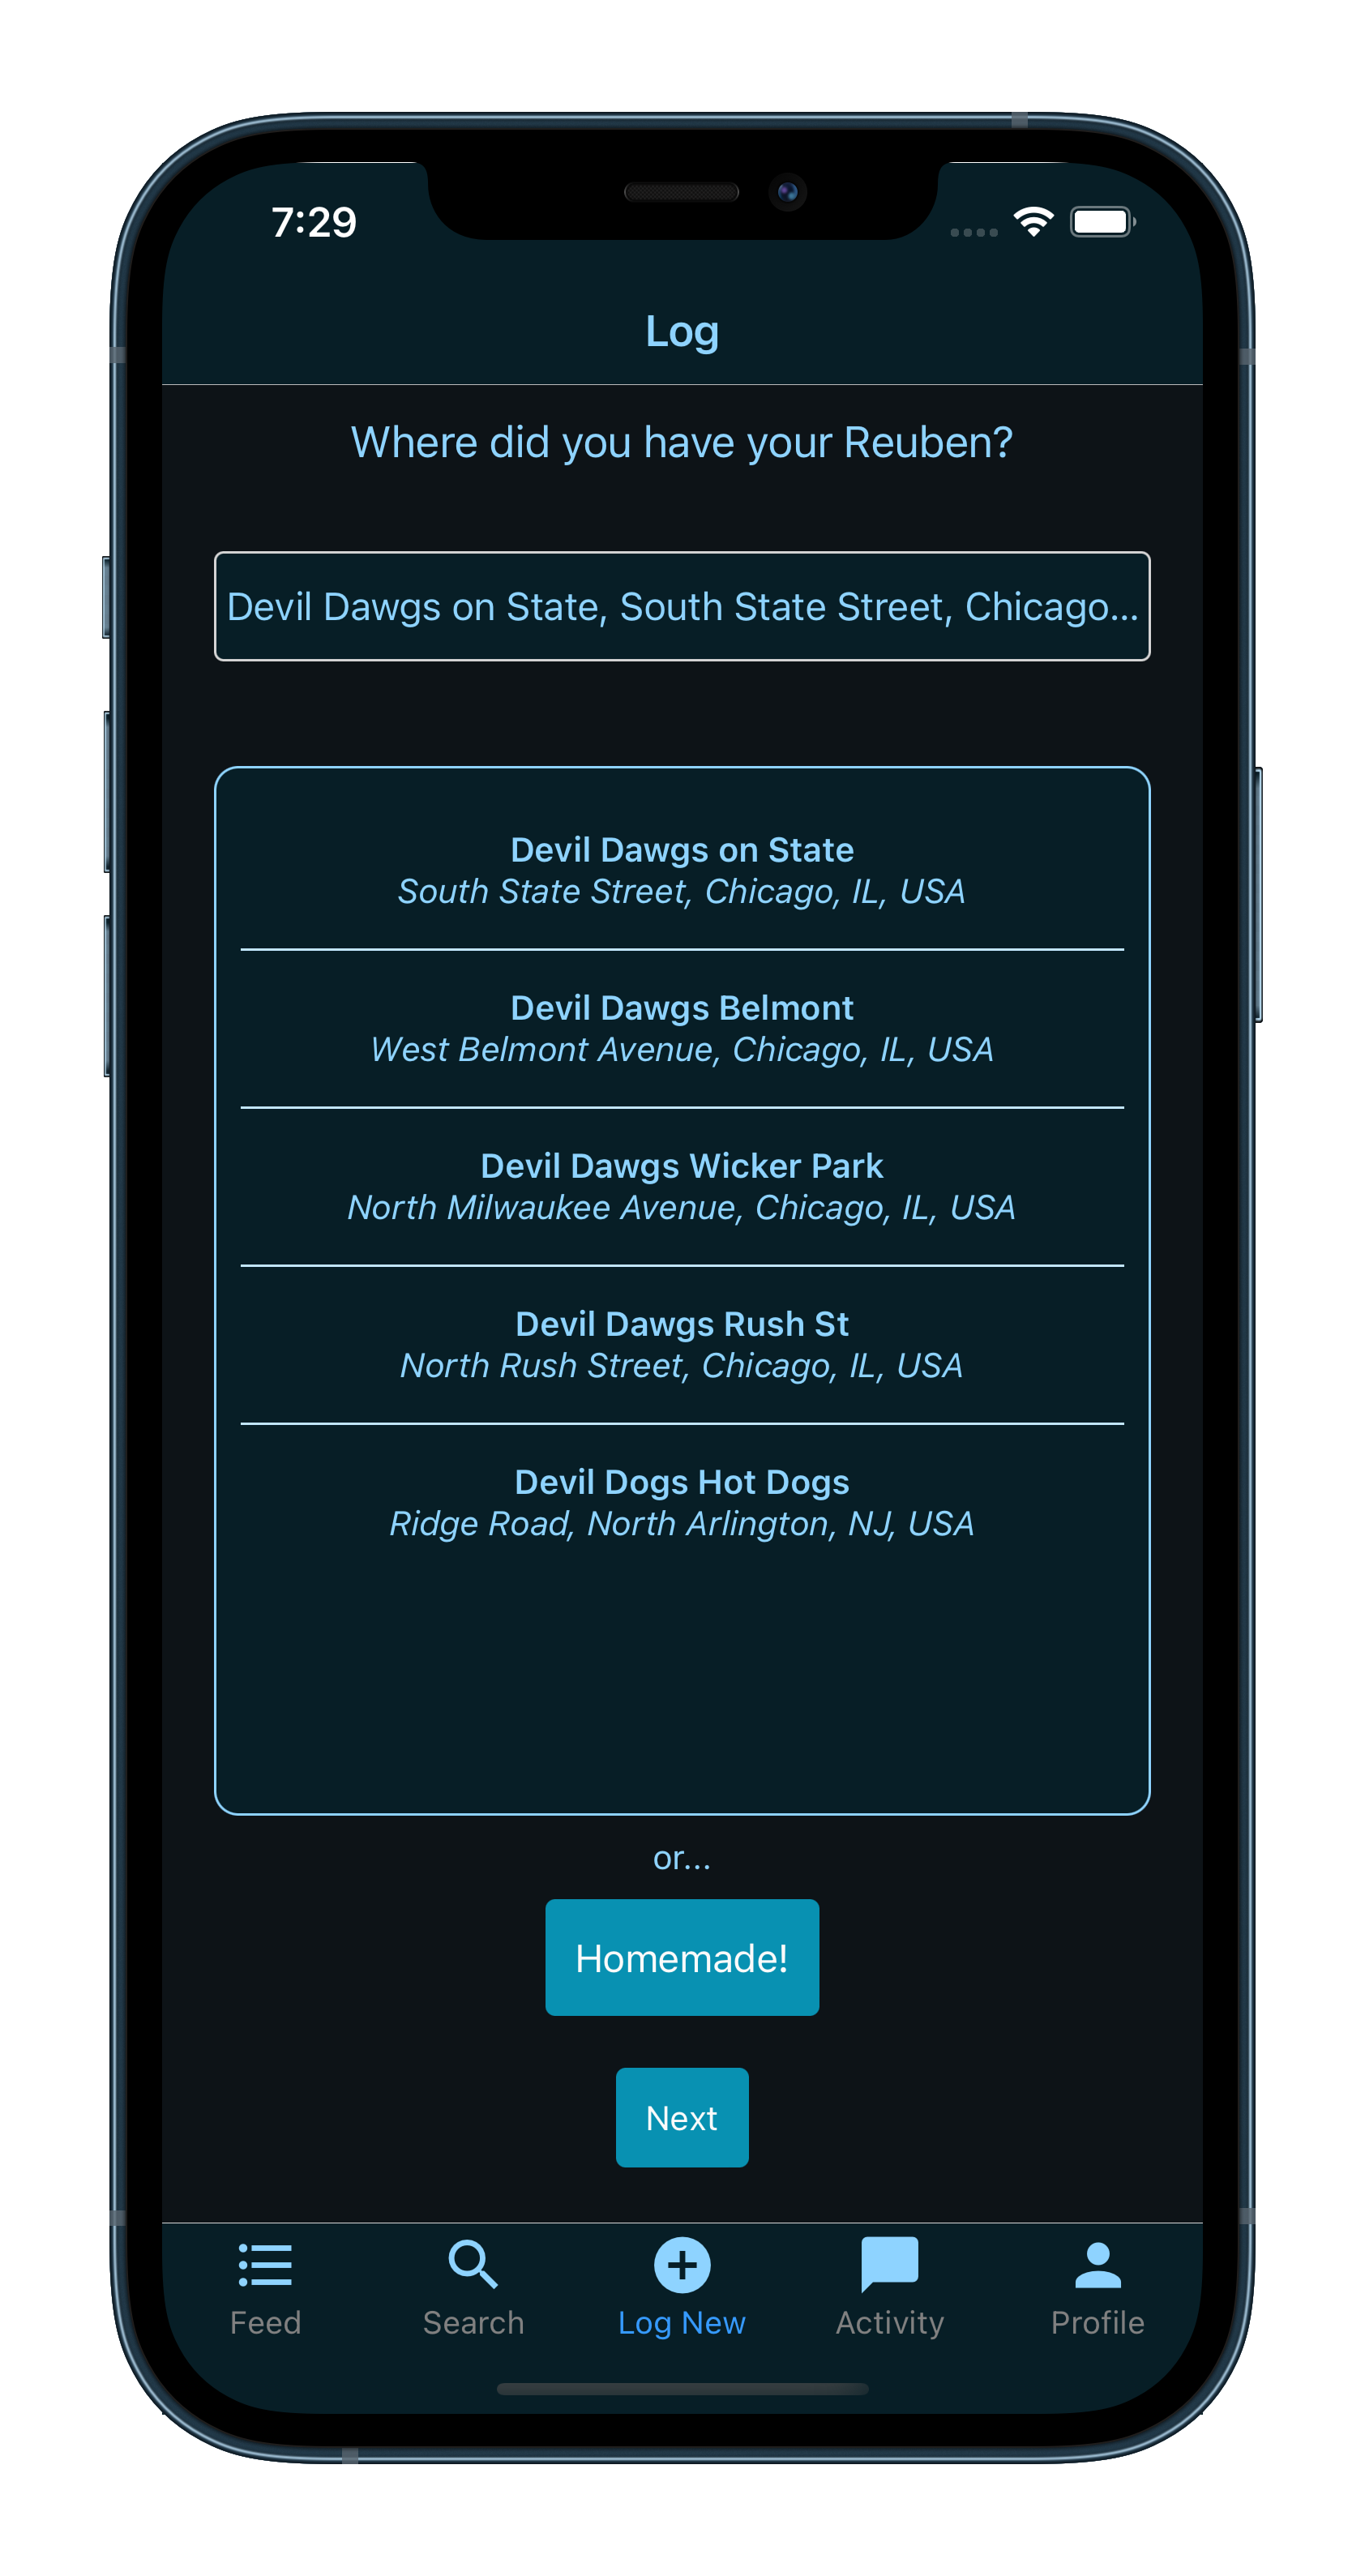 7:29
Log
Where did you have your Reuben?
Devil Dawgs on State, South State Street, Chicago...
Devil Dawgs on State
South State Street, Chicago, IL, USA
Devil Dawgs Belmont
West Belmont Avenue, Chicago, IL, USA
Devil Dawgs Wicker Park
North Milwaukee Avenue, Chicago, IL, USA
Devil Dawgs Rush St
North Rush Street, Chicago, IL, USA
Devil Dogs Hot Dogs
Ridge Road, North Arlington, NJ, USA
or...
Homemade!
Next
Feed Search Log New Activity Profile